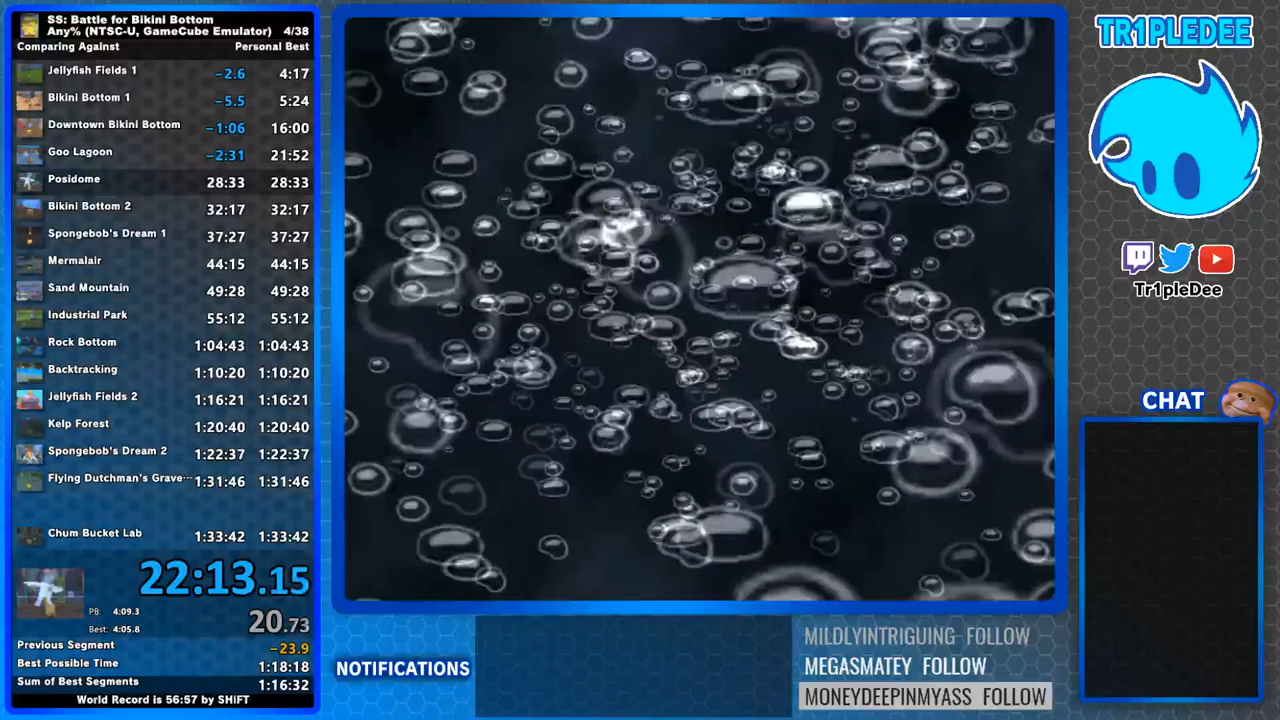 SS: Battle for Bikini Bottom
Any% (NTSC-U, GameCube Emulator) 4/38
Comparing Against Personal Best
Jellyfish Fields 1 −2.6 4:17
Bikini Bottom 1 −5.5 5:24
Downtown Bikini Bottom −1:06 16:00
Goo Lagoon −2:31 21:52
Posidome 28:33 28:33
Bikini Bottom 2 32:17 32:17
Spongebob's Dream 1 37:27 37:27
Mermalair 44:15 44:15
Sand Mountain 49:28 49:28
Industrial Park 55:12 55:12
Rock Bottom 1:04:43 1:04:43
Backtracking 1:10:20 1:10:20
Jellyfish Fields 2 1:16:21 1:16:21
Kelp Forest 1:20:40 1:20:40
Spongebob's Dream 2 1:22:37 1:22:37
Flying Dutchman's Grave... 1:31:46 1:31:46
Chum Bucket Lab 1:33:42 1:33:42
22:13.15
PB: 4:09.3
Best: 4:05.8
20.73
Previous Segment −23.9
Best Possible Time 1:18:18
Sum of Best Segments 1:16:32
World Record is 56:57 by SHiFT
NOTIFICATIONS
MILDLYINTRIGUING FOLLOW
MEGASMATEY FOLLOW
MONEYDEEPINMYASS FOLLOW
TR1PLEDEE
Tr1pleDee
CHAT